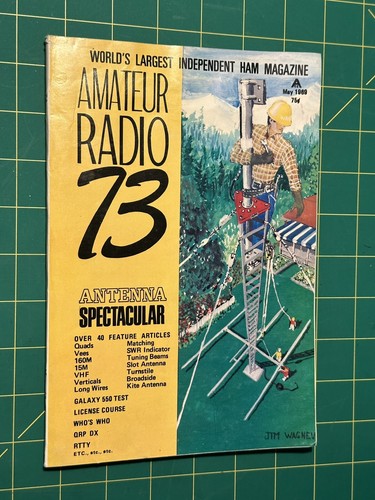 WORLD'S LARGEST INDEPENDENT HAM MAGAZINE
May 1969
75¢
AMATEUR
RADIO
73
ANTENNA
SPECTACULAR
OVER 40 FEATURE ARTICLES
Quads Matching
Vees SWR Indicator
160M Tuning Beams
15M Slot Antenna
VHF Turnstile
Verticals Broadside
Long Wires Kite Antenna
GALAXY 550 TEST
LICENSE COURSE
WHO'S WHO
QRP DX
RTTY
ETC., etc., etc.
JIM WAGNER